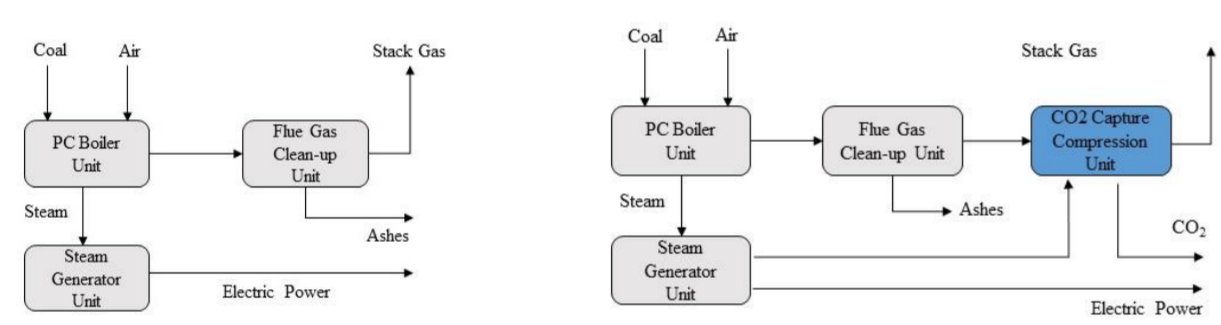 Coal
Air
Stack Gas
PC Boiler
Unit
Flue Gas
Clean-up
Unit
Steam
Ashes
Steam
Generator
Unit
Electric Power
Coal
Air
Stack Gas
PC Boiler
Unit
Flue Gas
Clean-up Unit
CO2 Capture
Compression
Unit
Steam
Ashes
CO₂
Steam
Generator
Unit
Electric Power